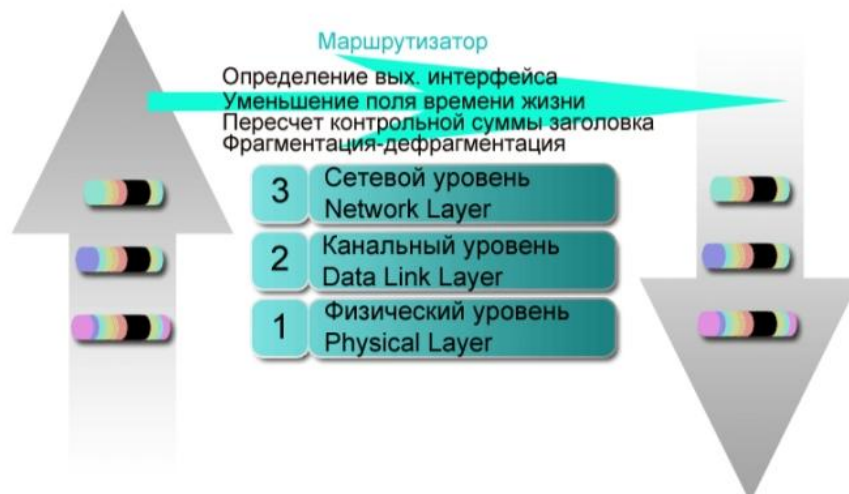 Маршрутизатор
Определение вых. интерфейса
Уменьшение поля времени жизни
Пересчет контрольной суммы заголовка
Фрагментация-дефрагментация
3
Сетевой уровень
Network Layer
2
Канальный уровень
Data Link Layer
1
Физический уровень
Physical Layer